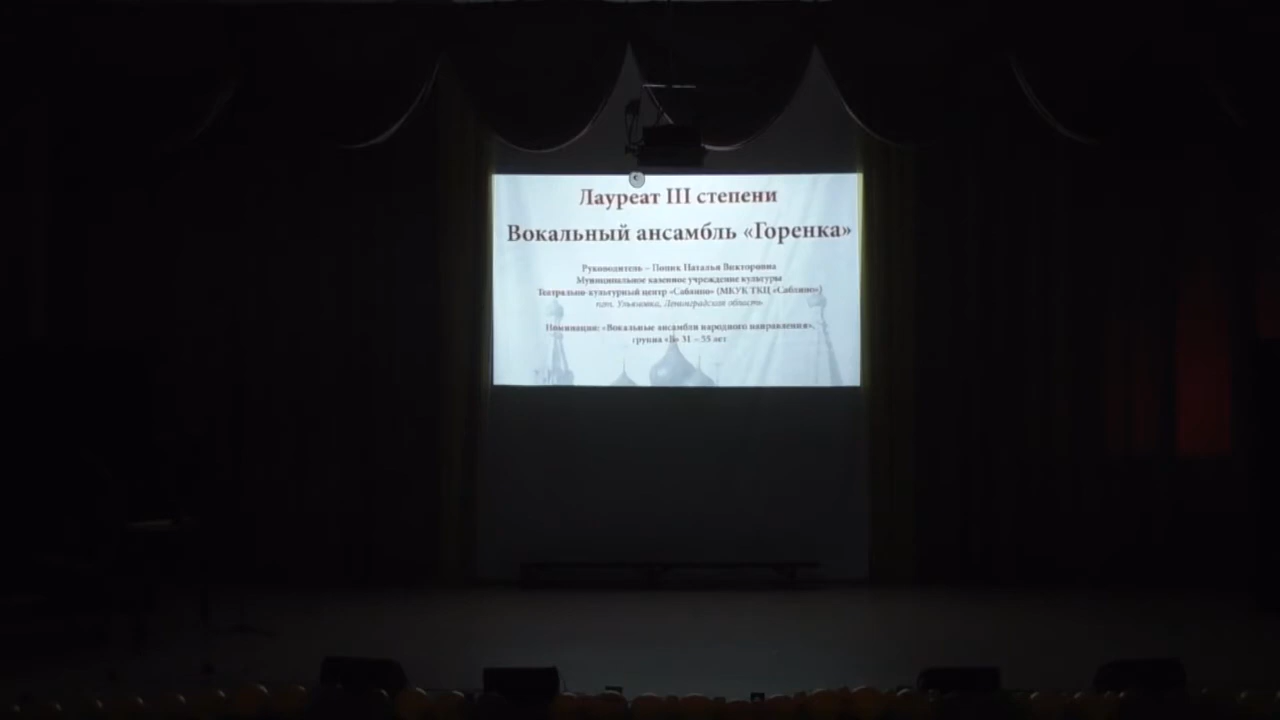 Лауреат III степени
Вокальный ансамбль «Горенка»
Руководитель – Попик Наталья Викторовна
Муниципальное казенное учреждение культуры
Театрально-культурный центр «Саблино» (МКУК ТКЦ «Саблино»)
пгт. Ульяновка, Ленинградская область
Номинация: «Вокальные ансамбли народного направления»,
группа «В» 31 – 55 лет